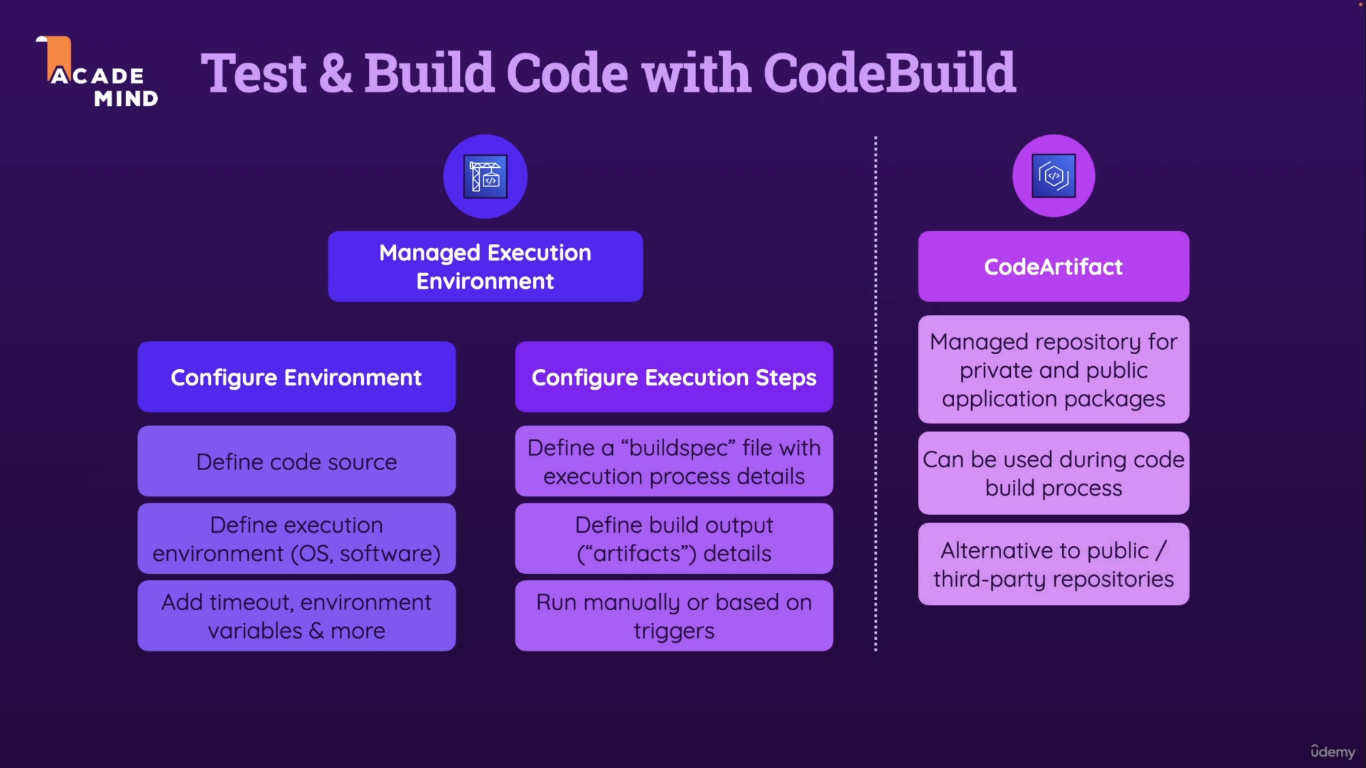 ACADE
MIND
Test & Build Code with CodeBuild
Managed Execution
Environment
Configure Environment
Define code source
Define execution
environment (OS, software)
Add timeout, environment
variables & more
Configure Execution Steps
Define a “buildspec” file with
execution process details
Define build output
(“artifacts”) details
Run manually or based on
triggers
CodeArtifact
Managed repository for
private and public
application packages
Can be used during code
build process
Alternative to public /
third-party repositories
udemy